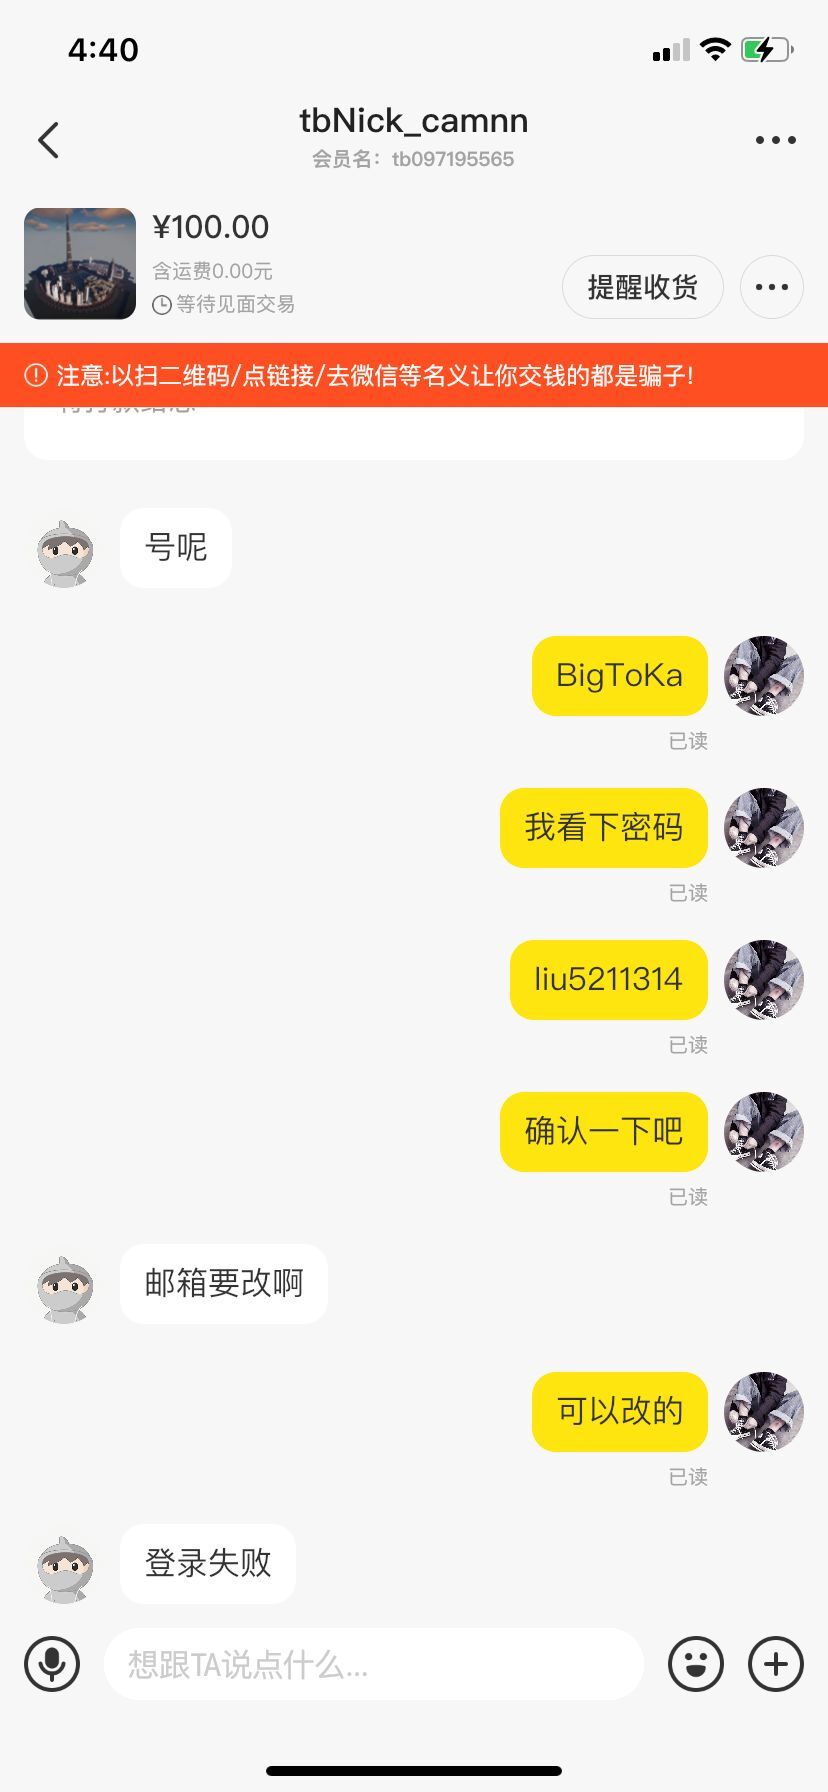 4:40
tbNick_camnn
会员名：tb097195565
¥100.00
含运费0.00元
等待见面交易
提醒收货
注意:以扫二维码/点链接/去微信等名义让你交钱的都是骗子!
号呢
BigToKa
已读
我看下密码
已读
liu5211314
已读
确认一下吧
已读
邮箱要改啊
可以改的
已读
登录失败
想跟TA说点什么...